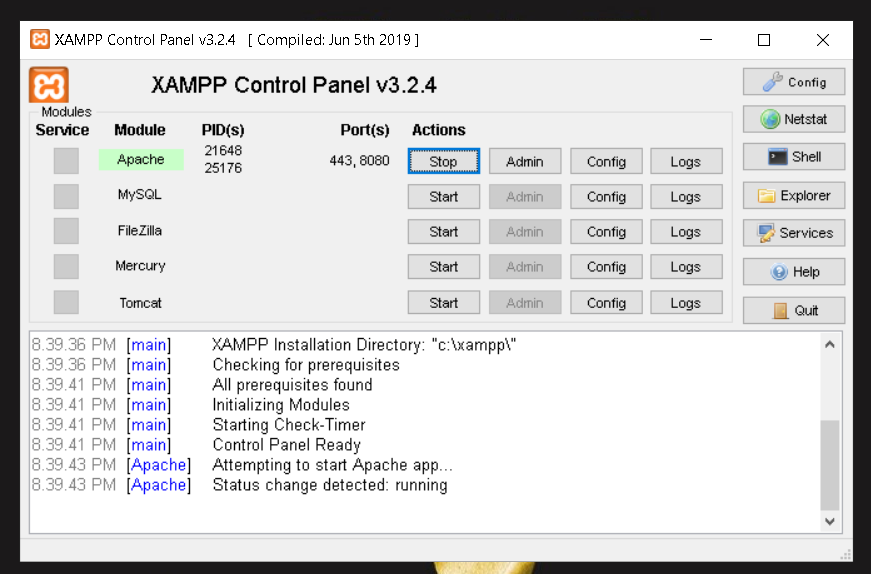 XAMPP Control Panel v3.2.4 [ Compiled: Jun 5th 2019 ]
XAMPP Control Panel v3.2.4
Config
Modules
Service Module PID(s) Port(s) Actions
Netstat
Apache 21648 25176 443, 8080 Stop Admin Config Logs
Shell
MySQL Start Admin Config Logs
Explorer
FileZilla Start Admin Config Logs
Services
Mercury Start Admin Config Logs
Help
Tomcat Start Admin Config Logs
Quit
8.39.36 PM [main] XAMPP Installation Directory: "c:\xampp\"
8.39.36 PM [main] Checking for prerequisites
8.39.41 PM [main] All prerequisites found
8.39.41 PM [main] Initializing Modules
8.39.41 PM [main] Starting Check-Timer
8.39.41 PM [main] Control Panel Ready
8.39.43 PM [Apache] Attempting to start Apache app...
8.39.43 PM [Apache] Status change detected: running